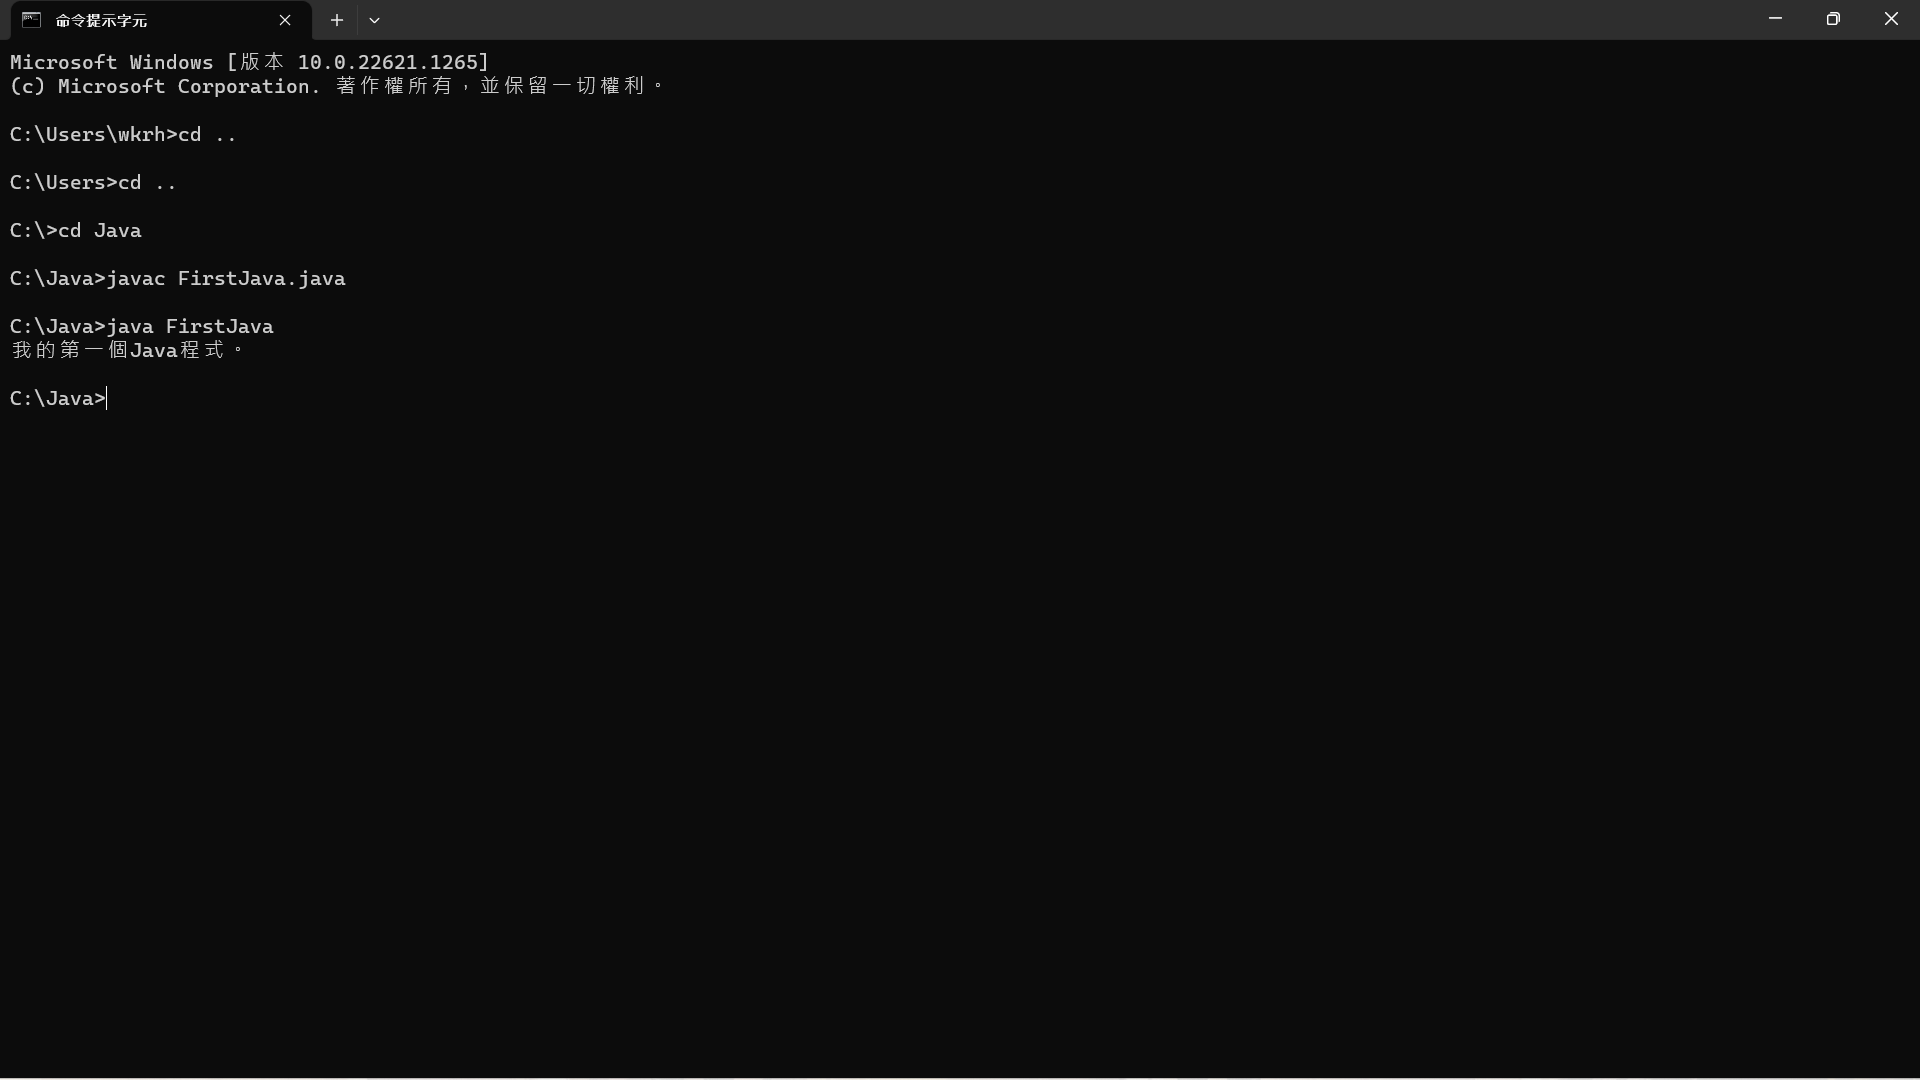 命令提示字元
Microsoft Windows [版本 10.0.22621.1265]
(c) Microsoft Corporation. 著作權所有，並保留一切權利。
C:\Users\wkrh>cd ..
C:\Users>cd ..
C:\>cd Java
C:\Java>javac FirstJava.java
C:\Java>java FirstJava
我的第一個Java程式。
C:\Java>